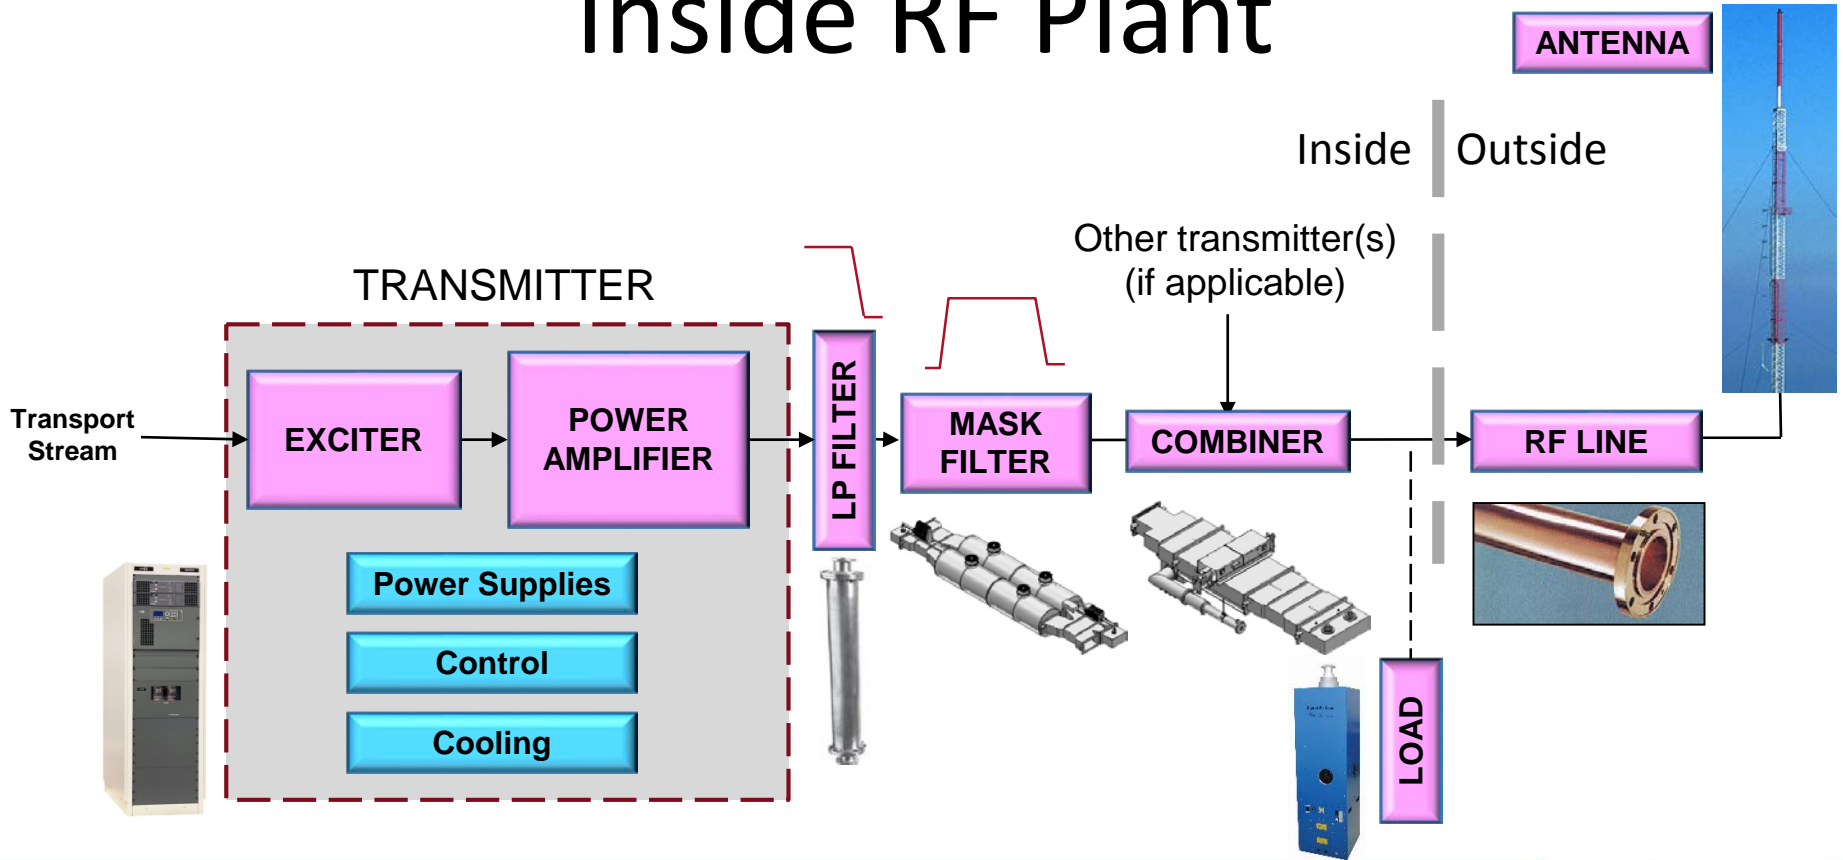 Inside RF Plant
ANTENNA
Inside
Outside
Other transmitter(s)
(if applicable)
TRANSMITTER
Transport
Stream
EXCITER
POWER
AMPLIFIER
LP FILTER
MASK
FILTER
COMBINER
RF LINE
Power Supplies
Control
Cooling
LOAD